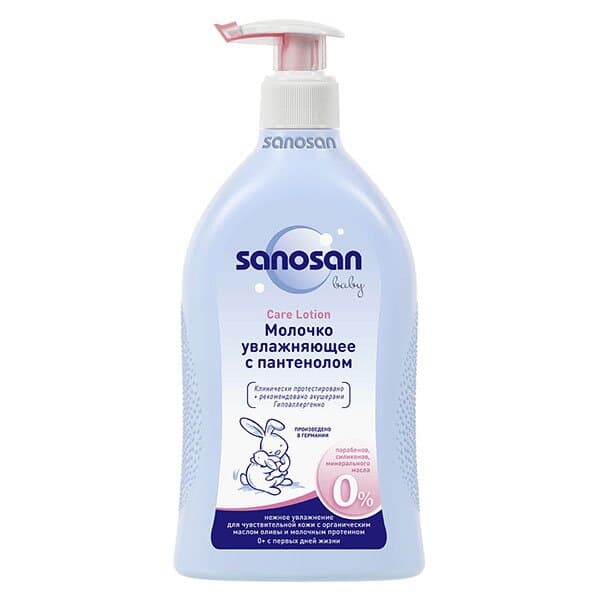 sanosan
sanosan
baby
Care Lotion
Молочко
увлажняющее
с пантенолом
Клинически протестировано
+ рекомендовано акушерами
Гипоаллергенно
ПРОИЗВЕДЕНО
В ГЕРМАНИИ
парабенов,
силиконов,
минерального
масла
0%
нежное увлажнение
для чувствительной кожи с органическим
маслом оливы и молочным протеином
0+ с первых дней жизни